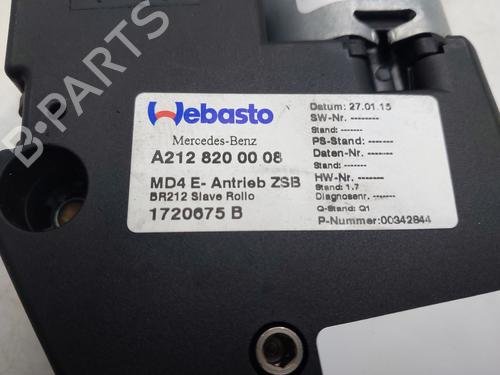 Webasto
Mercedes-Benz
A212 820 00 08
MD4 E- Antrieb ZSB
BR212 Slave Rollo
1720675 B
Datum: 27.01.15
SW-Nr. --------
Stand: ------
PS-Stand: -------
Daten-Nr. -------
Stand: ------
HW-Nr. --------
Stand: 1.7
Diagnosenr. -------
Q-Stand: Q1
P-Nummer:00342844
B-PARTS